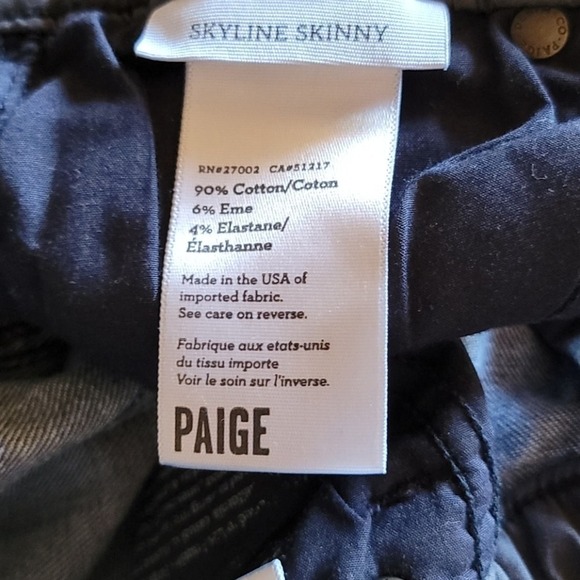 SKYLINE SKINNY
CO·PAIGE
RN#27002 CA#51217
90% Cotton/Coton
6% Eme
4% Elastane/
Élasthanne
Made in the USA of
imported fabric.
See care on reverse.
Fabrique aux etats-unis
du tissu importe
Voir le soin sur l'inverse.
PAIGE